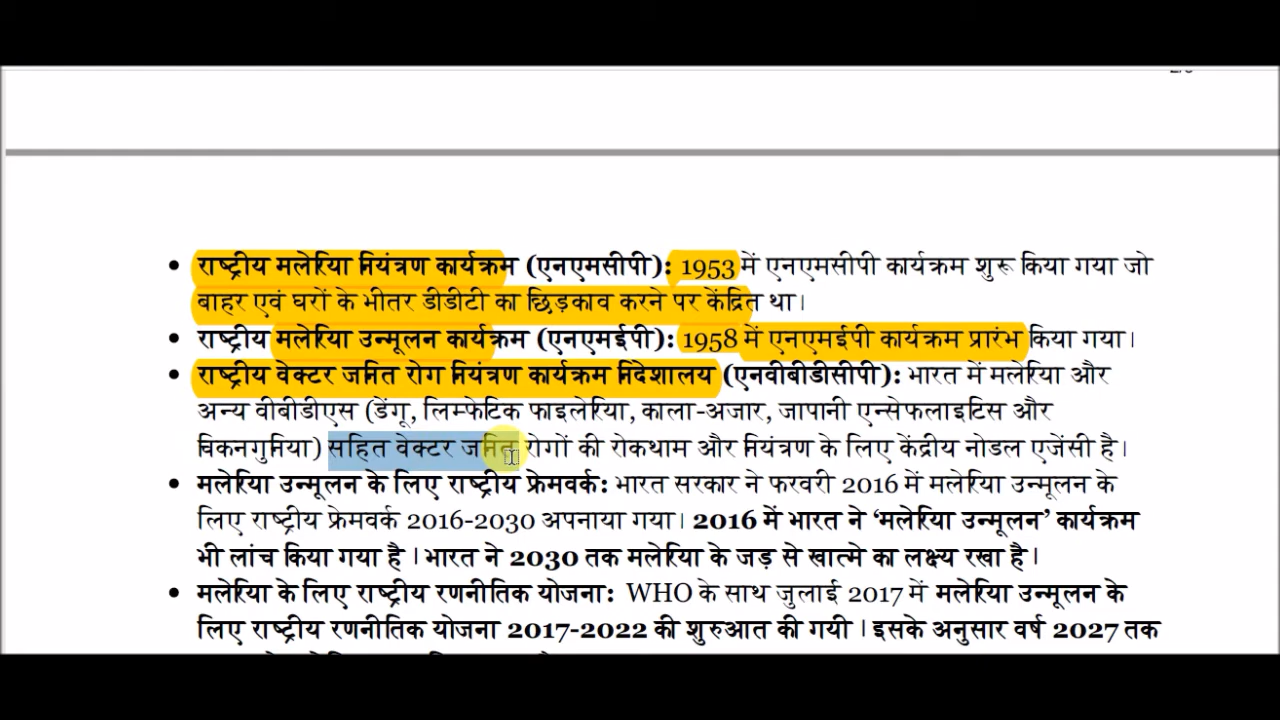 राष्ट्रीय मलेरिया नियंत्रण कार्यक्रम (एनएमसीपी): 1953 में एनएमसीपी कार्यक्रम शुरू किया गया जो
बाहर एवं घरों के भीतर डीडीटी का छिड़काव करने पर केंद्रित था।
राष्ट्रीय मलेरिया उन्मूलन कार्यक्रम (एनएमईपी): 1958 में एनएमईपी कार्यक्रम प्रारंभ किया गया।
राष्ट्रीय वेक्टर जनित रोग नियंत्रण कार्यक्रम निदेशालय (एनवीबीडीसीपी): भारत में मलेरिया और
अन्य वीबीडीएस (डेंगू, लिम्फेटिक फाइलेरिया, काला-अजार, जापानी एन्सेफलाइटिस और
चिकनगुनिया) सहित वेक्टर जनित रोगों की रोकथाम और नियंत्रण के लिए केंद्रीय नोडल एजेंसी है।
मलेरिया उन्मूलन के लिए राष्ट्रीय फ्रेमवर्क: भारत सरकार ने फरवरी 2016 में मलेरिया उन्मूलन के
लिए राष्ट्रीय फ्रेमवर्क 2016-2030 अपनाया गया। 2016 में भारत ने ‘मलेरिया उन्मूलन’ कार्यक्रम
भी लांच किया गया है। भारत ने 2030 तक मलेरिया के जड़ से खात्मे का लक्ष्य रखा है।
मलेरिया के लिए राष्ट्रीय रणनीतिक योजना: WHO के साथ जुलाई 2017 में मलेरिया उन्मूलन के
लिए राष्ट्रीय रणनीतिक योजना 2017-2022 की शुरुआत की गयी। इसके अनुसार वर्ष 2027 तक